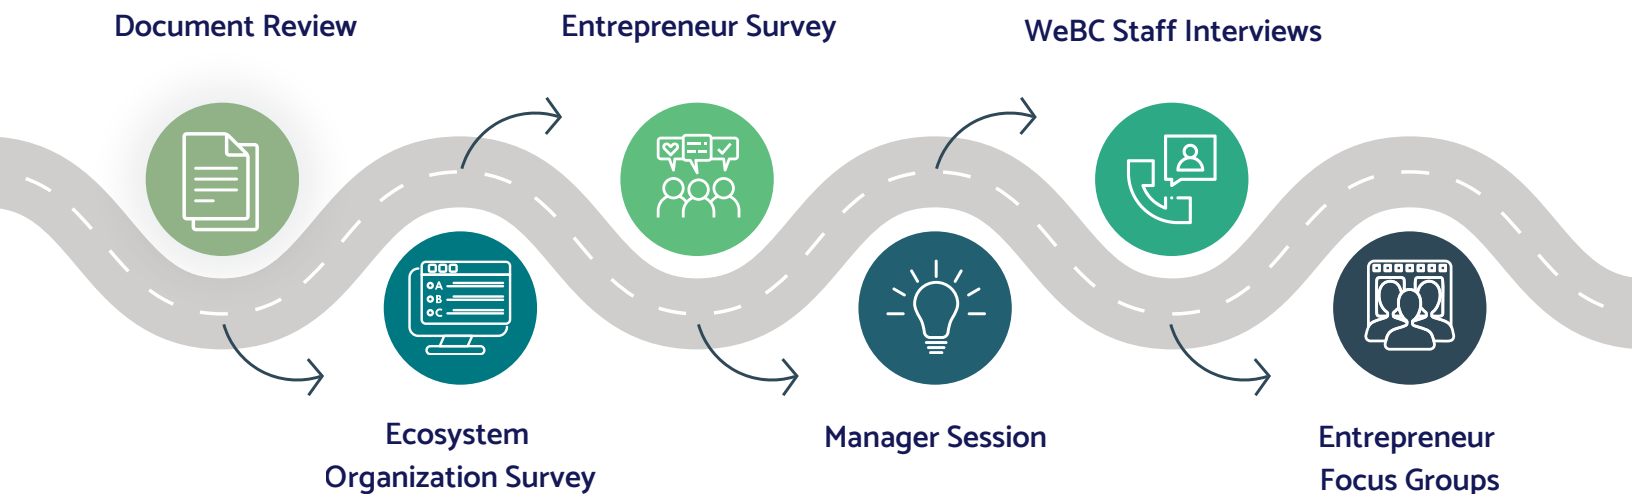 Document Review
Entrepreneur Survey
WeBC Staff Interviews
A
B
C
Ecosystem
Organization Survey
Manager Session
Entrepreneur
Focus Groups